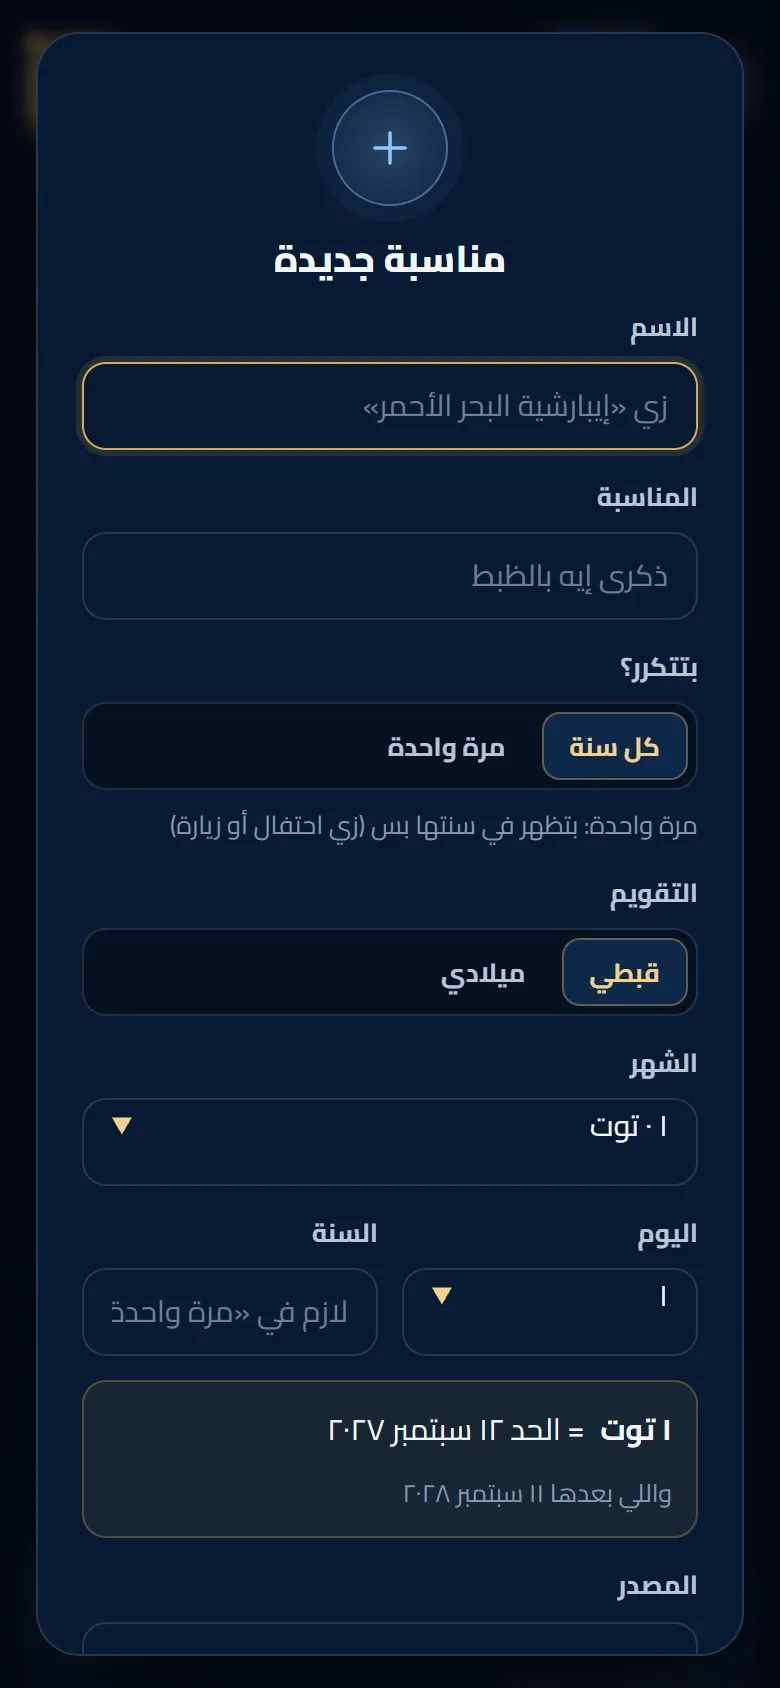 مناسبة جديدة
الاسم
زي «إيبارشية البحر الأحمر»
المناسبة
ذكرى إيه بالظبط
بتتكرر؟
كل سنة
مرة واحدة
مرة واحدة: بتظهر في سنتها بس (زي احتفال أو زيارة)
التقويم
قبطي
ميلادي
الشهر
١ · توت
اليوم
السنة
١
لازم في «مرة واحدة
١ توت = الحد ١٢ سبتمبر ٢٠٢٧
واللي بعدها ١١ سبتمبر ٢٠٢٨
المصدر